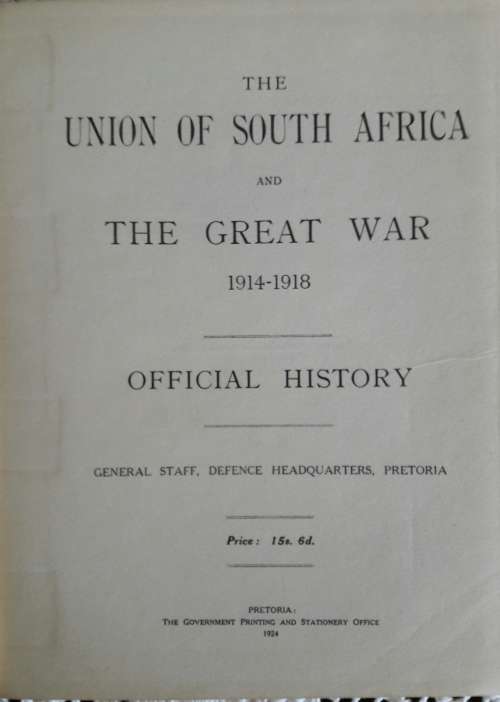 THE
UNION OF SOUTH AFRICA
AND
THE GREAT WAR
1914-1918
OFFICIAL HISTORY
GENERAL STAFF, DEFENCE HEADQUARTERS, PRETORIA
Price: 15s. 6d.
PRETORIA:
THE GOVERNMENT PRINTING AND STATIONERY OFFICE
1924